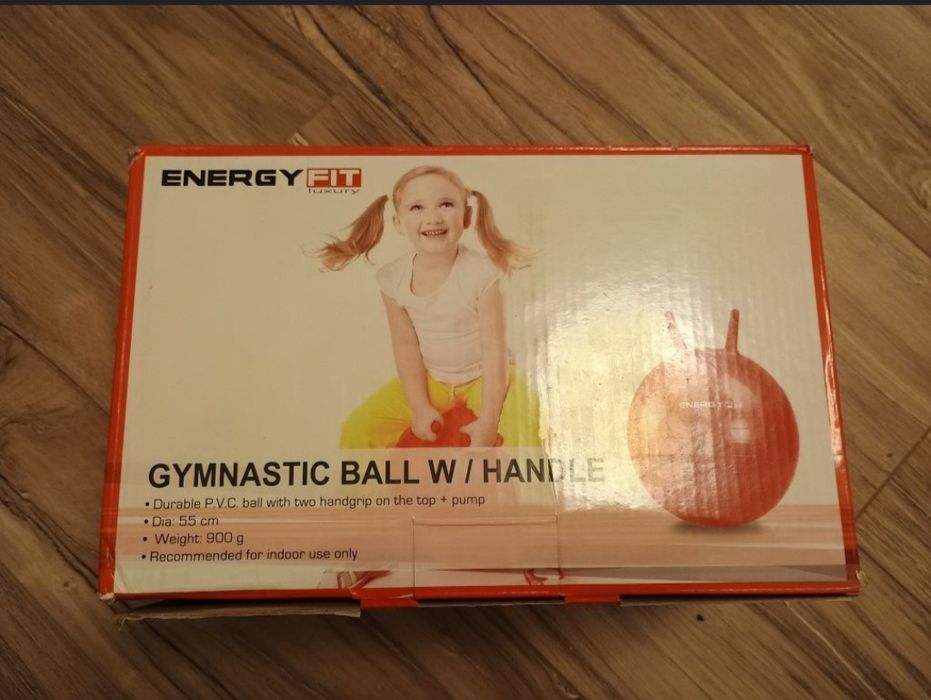 ENERGY FIT
luxury
ENERGYFIT
GYMNASTIC BALL W / HANDLE
• Durable P.V.C. ball with two handgrip on the top + pump
• Dia: 55 cm
• Weight: 900 g
• Recommended for indoor use only